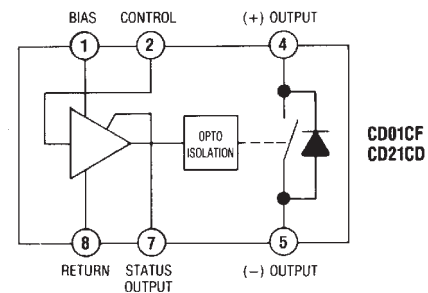 BIAS CONTROL (+) OUTPUT
1 2 4
OPTO
ISOLATION
CD01CF
CD21CD
8 7 5
RETURN STATUS
OUTPUT (−) OUTPUT